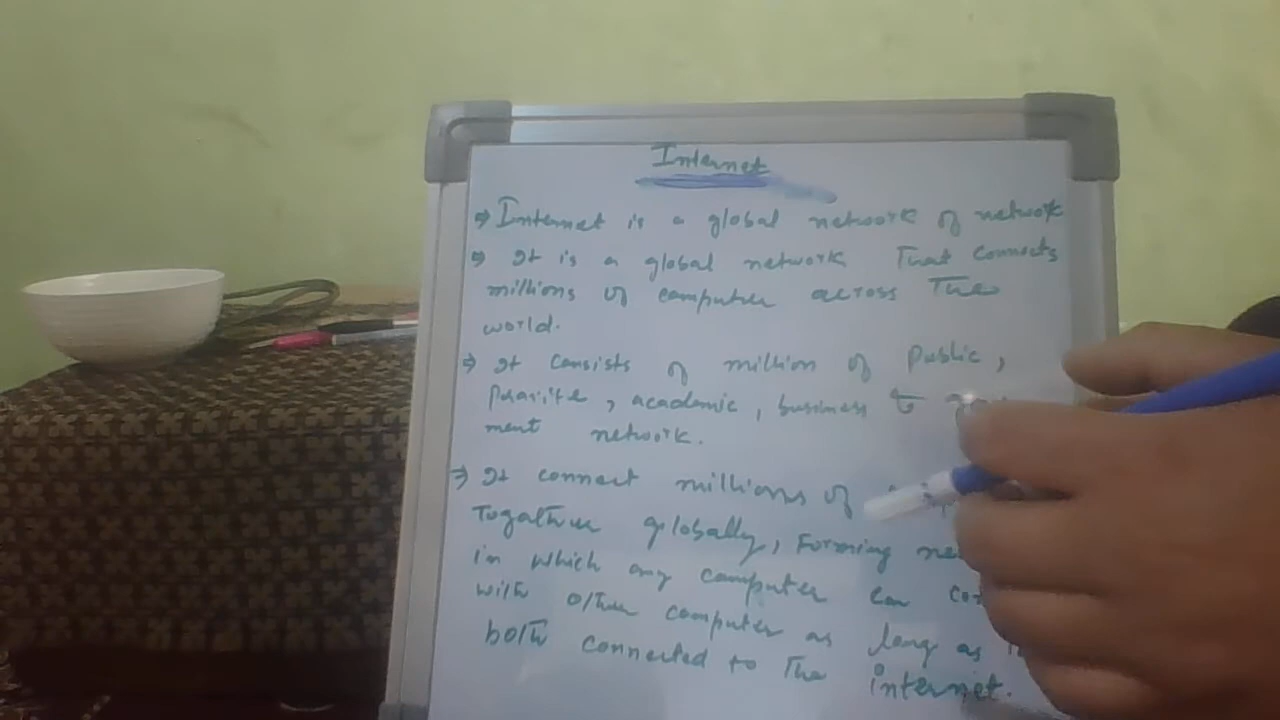 Internet
⇒ Internet is a global network of network
⇒ It is a global network That connects
millions of computer across The
world.
⇒ It consists of million of Public,
Private, academic, business &
ment network.
⇒ It connect millions of
Togather globally, Forming
in which any computer can
with other computer as long as
both connected to The internet.